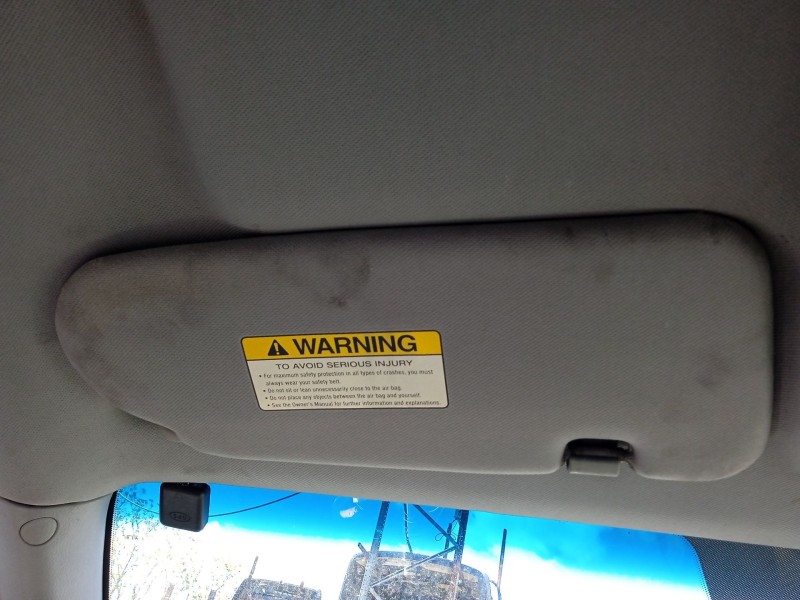 WARNING
TO AVOID SERIOUS INJURY
• For maximum safety protection in all types of crashes, you must
always wear your safety belt.
• Do not sit or lean unnecessarily close to the air bag.
• Do not place any objects between the air bag and yourself.
• See the Owner's Manual for further information and explanations.